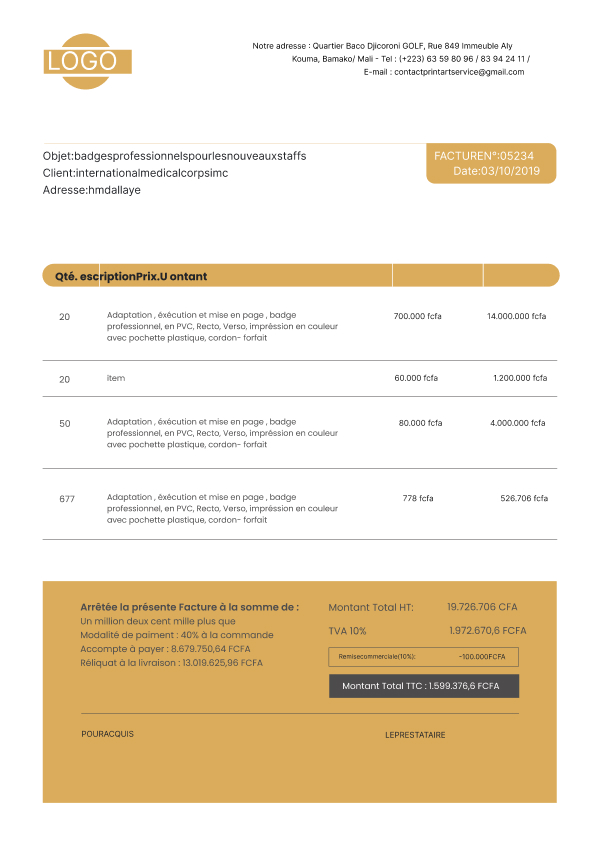 LOGO
Notre adresse : Quartier Baco Djicoroni GOLF, Rue 849 Immeuble Aly
Kouma, Bamako/ Mali - Tel : (+223) 63 59 80 96 / 83 94 24 11 /
E-mail : contactprintartservice@gmail.com
Objet:badgesprofessionnelspourlesnouveauxstaffs
Client:internationalmedicalcorpsimc
Adresse:hmdallaye
FACTUREN°:05234
Date:03/10/2019
Qté. escriptionPrix.U ontant
20 Adaptation , éxécution et mise en page , badge 700.000 fcfa 14.000.000 fcfa
professionnel, en PVC, Recto, Verso, impréssion en couleur
avec pochette plastique, cordon- forfait
20 item 60.000 fcfa 1.200.000 fcfa
50 Adaptation , éxécution et mise en page , badge 80.000 fcfa 4.000.000 fcfa
professionnel, en PVC, Recto, Verso, impréssion en couleur
avec pochette plastique, cordon- forfait
677 Adaptation , éxécution et mise en page , badge 778 fcfa 526.706 fcfa
professionnel, en PVC, Recto, Verso, impréssion en couleur
avec pochette plastique, cordon- forfait
Arrêtée la présente Facture à la somme de :
Un million deux cent mille plus que
Modalité de paiment : 40% à la commande
Accompte à payer : 8.679.750,64 FCFA
Réliquat à la livraison : 13.019.625,96 FCFA
Montant Total HT: 19.726.706 CFA
TVA 10% 1.972.670,6 FCFA
Remisecommerciale(10%): -100.000FCFA
Montant Total TTC : 1.599.376,6 FCFA
POURACQUIS LEPRESTATAIRE